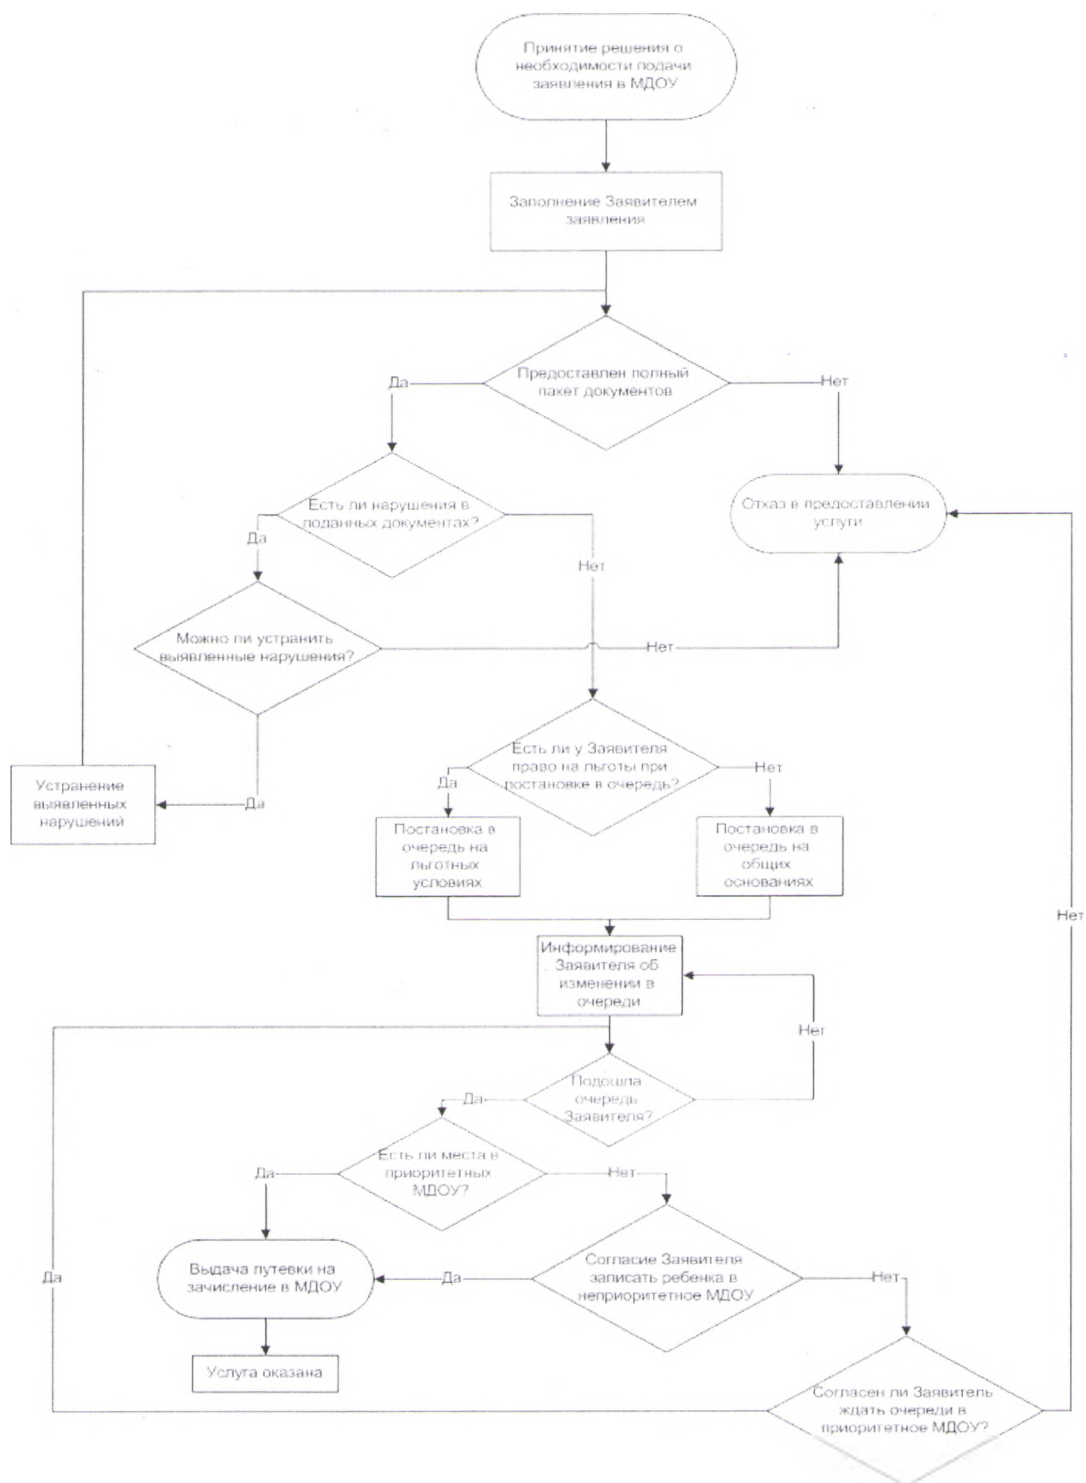 Принятие решения о
необходимости подачи
заявления в МДОУ
Заполнение Заявителем
заявления
Предоставлен полный
пакет документов
Да
Нет
Есть ли нарушения в
поданных документах?
Отказ в предоставлении
услуги
Да
Нет
Можно ли устранить
выявленные нарушения?
Нет
Есть ли у Заявителя
право на льготы при
постановке в очередь?
Да
Нет
Устранение
выявленных
нарушений
Да
Постановка в
очередь на
льготных
условиях
Постановка в
очередь на
общих
основаниях
Нет
Информирование
Заявителя об
изменении в
очереди
Нет
Подошла
очередь
Заявителя?
Да
Есть ли места в
приоритетных
МДОУ?
Да
Нет
Выдача путевки на
зачисление в МДОУ
Да
Согласие Заявителя
записать ребенка в
неприоритетное МДОУ
Нет
Да
Услуга оказана
Согласен ли Заявитель
ждать очереди в
приоритетное МДОУ?